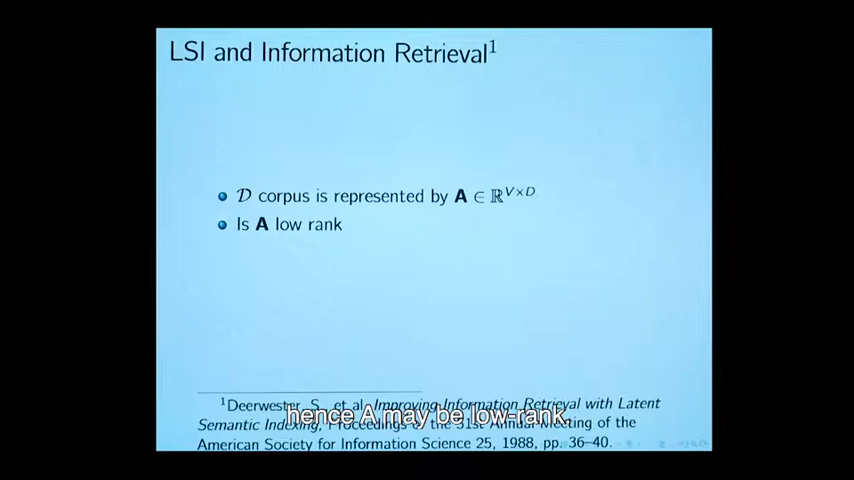 LSI and Information Retrieval¹
𝒟 corpus is represented by A ∈ ℝ^{V×D}
Is A low rank
¹Deerwester, S., et al, Improving Information Retrieval with Latent
Semantic Indexing, Proceedings of the 51st Annual Meeting of the
American Society for Information Science 25, 1988, pp. 36–40.
hence A may be low-rank.